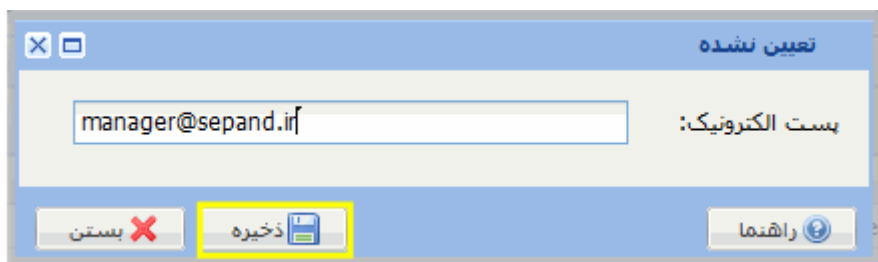 تعیین نشده
پست الکترونیک:
manager@sepand.ir
راهنما
ذخیره
بستن